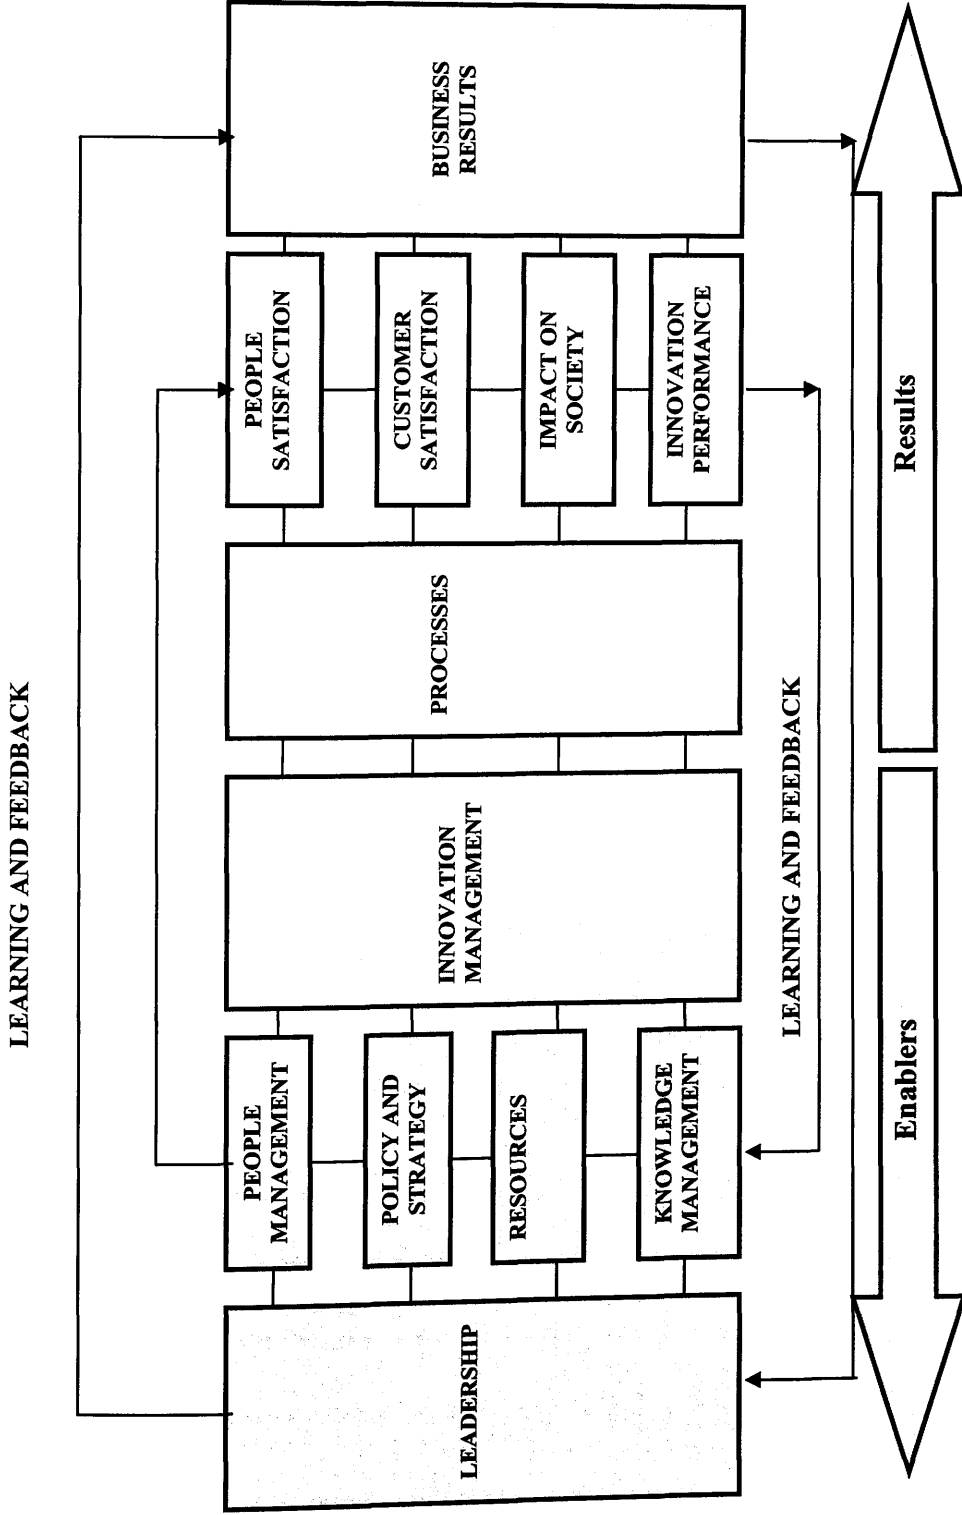 LEARNING AND FEEDBACK
LEADERSHIP
PEOPLE
MANAGEMENT
POLICY AND
STRATEGY
RESOURCES
KNOWLEDGE
MANAGEMENT
INNOVATION
MANAGEMENT
PROCESSES
PEOPLE
SATISFACTION
CUSTOMER
SATISFACTION
IMPACT ON
SOCIETY
INNOVATION
PERFORMANCE
BUSINESS
RESULTS
LEARNING AND FEEDBACK
Enablers
Results